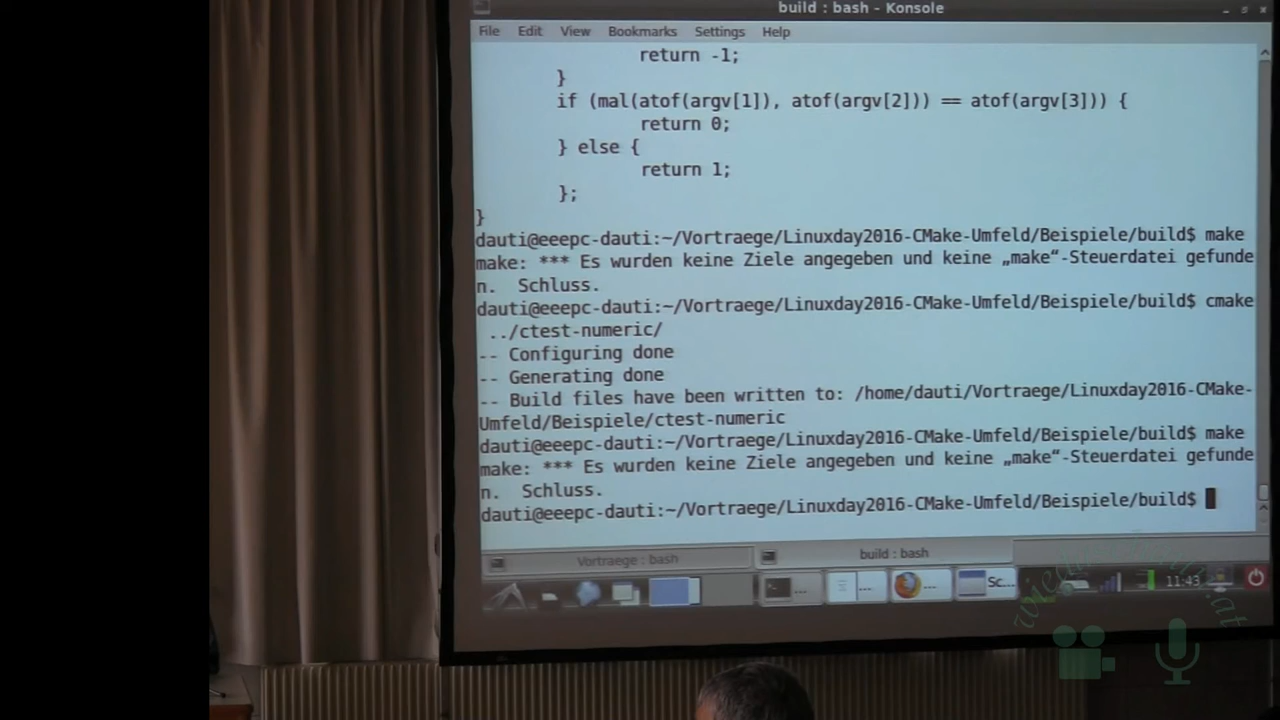 build : bash - Konsole
File Edit View Bookmarks Settings Help
return -1;
}
if (mal(atof(argv[1]), atof(argv[2])) == atof(argv[3])) {
return 0;
} else {
return 1;
};
}
dauti@eeepc-dauti:~/Vortraege/Linuxday2016-CMake-Umfeld/Beispiele/build$ make
make: *** Es wurden keine Ziele angegeben und keine „make“-Steuerdatei gefunde
n. Schluss.
dauti@eeepc-dauti:~/Vortraege/Linuxday2016-CMake-Umfeld/Beispiele/build$ cmake
../ctest-numeric/
-- Configuring done
-- Generating done
-- Build files have been written to: /home/dauti/Vortraege/Linuxday2016-CMake-
Umfeld/Beispiele/ctest-numeric
dauti@eeepc-dauti:~/Vortraege/Linuxday2016-CMake-Umfeld/Beispiele/build$ make
make: *** Es wurden keine Ziele angegeben und keine „make“-Steuerdatei gefunde
n. Schluss.
dauti@eeepc-dauti:~/Vortraege/Linuxday2016-CMake-Umfeld/Beispiele/build$
Vortraege : bash build : bash
... ... ... Sc... 11:43